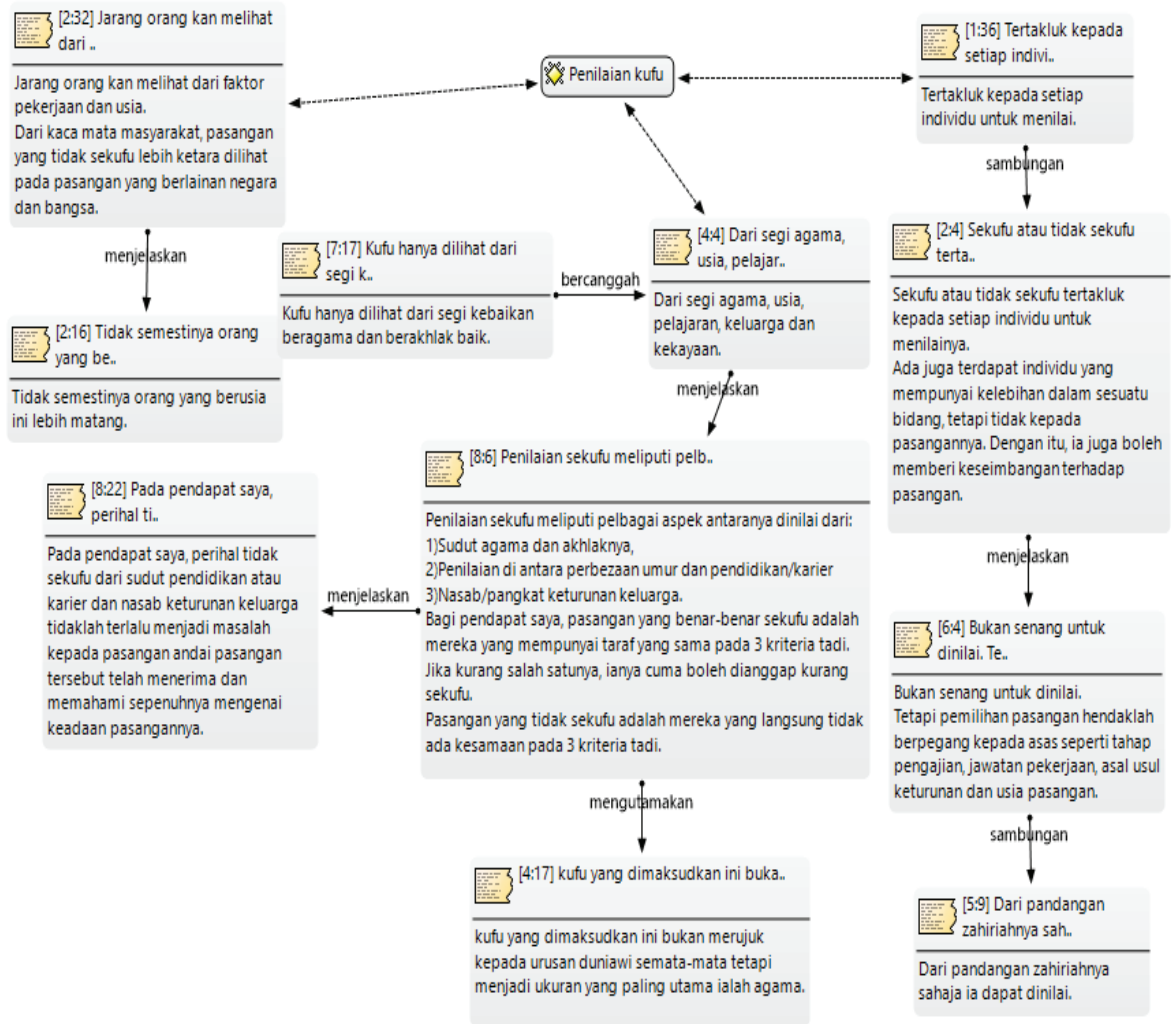 [2:32] Jarang orang kan melihat
dari ..
Jarang orang kan melihat dari faktor
pekerjaan dan usia.
Dari kaca mata masyarakat, pasangan
yang tidak sekufu lebih ketara dilihat
pada pasangan yang berlainan negara
dan bangsa.
menjelaskan
[2:16] Tidak semestinya orang
yang be..
Tidak semestinya orang yang berusia
ini lebih matang.
Penilaian kufu
[7:17] Kufu hanya dilihat dari
segi k..
Kufu hanya dilihat dari segi kebaikan
beragama dan berakhlak baik.
bercanggah
[4:4] Dari segi agama,
usia, pelajar..
Dari segi agama, usia,
pelajaran, keluarga dan
kekayaan.
menjelaskan
[8:6] Penilaian sekufu meliputi pelb..
Penilaian sekufu meliputi pelbagai aspek antaranya dinilai dari:
1)Sudut agama dan akhlaknya,
2)Penilaian di antara perbezaan umur dan pendidikan/karier
3)Nasab/pangkat keturunan keluarga.
Bagi pendapat saya, pasangan yang benar-benar sekufu adalah
mereka yang mempunyai taraf yang sama pada 3 kriteria tadi.
Jika kurang salah satunya, ianya cuma boleh dianggap kurang
sekufu.
Pasangan yang tidak sekufu adalah mereka yang langsung tidak
ada kesamaan pada 3 kriteria tadi.
menjelaskan
[8:22] Pada pendapat saya,
perihal ti..
Pada pendapat saya, perihal tidak
sekufu dari sudut pendidikan atau
karier dan nasab keturunan keluarga
tidaklah terlalu menjadi masalah
kepada pasangan andai pasangan
tersebut telah menerima dan
memahami sepenuhnya mengenai
keadaan pasangannya.
mengutamakan
[4:17] kufu yang dimaksudkan ini buka..
kufu yang dimaksudkan ini bukan merujuk
kepada urusan duniawi semata-mata tetapi
menjadi ukuran yang paling utama ialah agama.
[1:36] Tertakluk kepada
setiap indivi..
Tertakluk kepada setiap
individu untuk menilai.
sambungan
[2:4] Sekufu atau tidak sekufu
terta..
Sekufu atau tidak sekufu tertakluk
kepada setiap individu untuk
menilainya.
Ada juga terdapat individu yang
mempunyai kelebihan dalam sesuatu
bidang, tetapi tidak kepada
pasangannya. Dengan itu, ia juga boleh
memberi keseimbangan terhadap
pasangan.
menjelaskan
[6:4] Bukan senang untuk
dinilai. Te..
Bukan senang untuk dinilai.
Tetapi pemilihan pasangan hendaklah
berpegang kepada asas seperti tahap
pengajian, jawatan pekerjaan, asal usul
keturunan dan usia pasangan.
sambungan
[5:9] Dari pandangan
zahiriahnya sah..
Dari pandangan zahiriahnya
sahaja ia dapat dinilai.